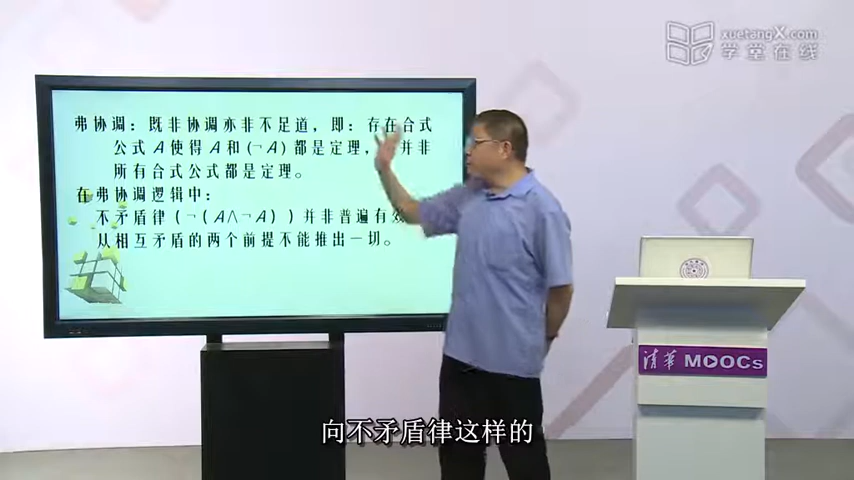 xuetangX.com
学堂在线
弗协调：既非协调亦非不足道，即：存在合式
公式A使得A和(¬A)都是定理，并非
所有合式公式都是定理。
在弗协调逻辑中：
不矛盾律(¬(A∧¬A))并非普遍有效
从相互矛盾的两个前提不能推出一切。
清华 MOOCs
向不矛盾律这样的